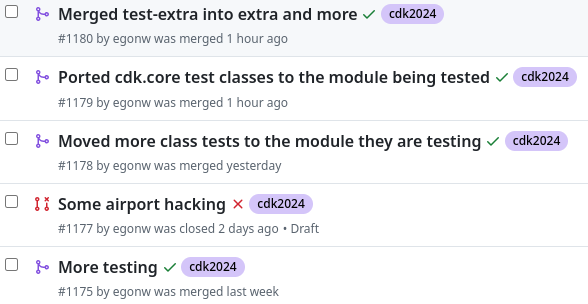 Merged test-extra into extra and more cdk2024
#1180 by egonw was merged 1 hour ago
Ported cdk.core test classes to the module being tested cdk2024
#1179 by egonw was merged 1 hour ago
Moved more class tests to the module they are testing cdk2024
#1178 by egonw was merged yesterday
Some airport hacking cdk2024
#1177 by egonw was closed 2 days ago • Draft
More testing cdk2024
#1175 by egonw was merged last week